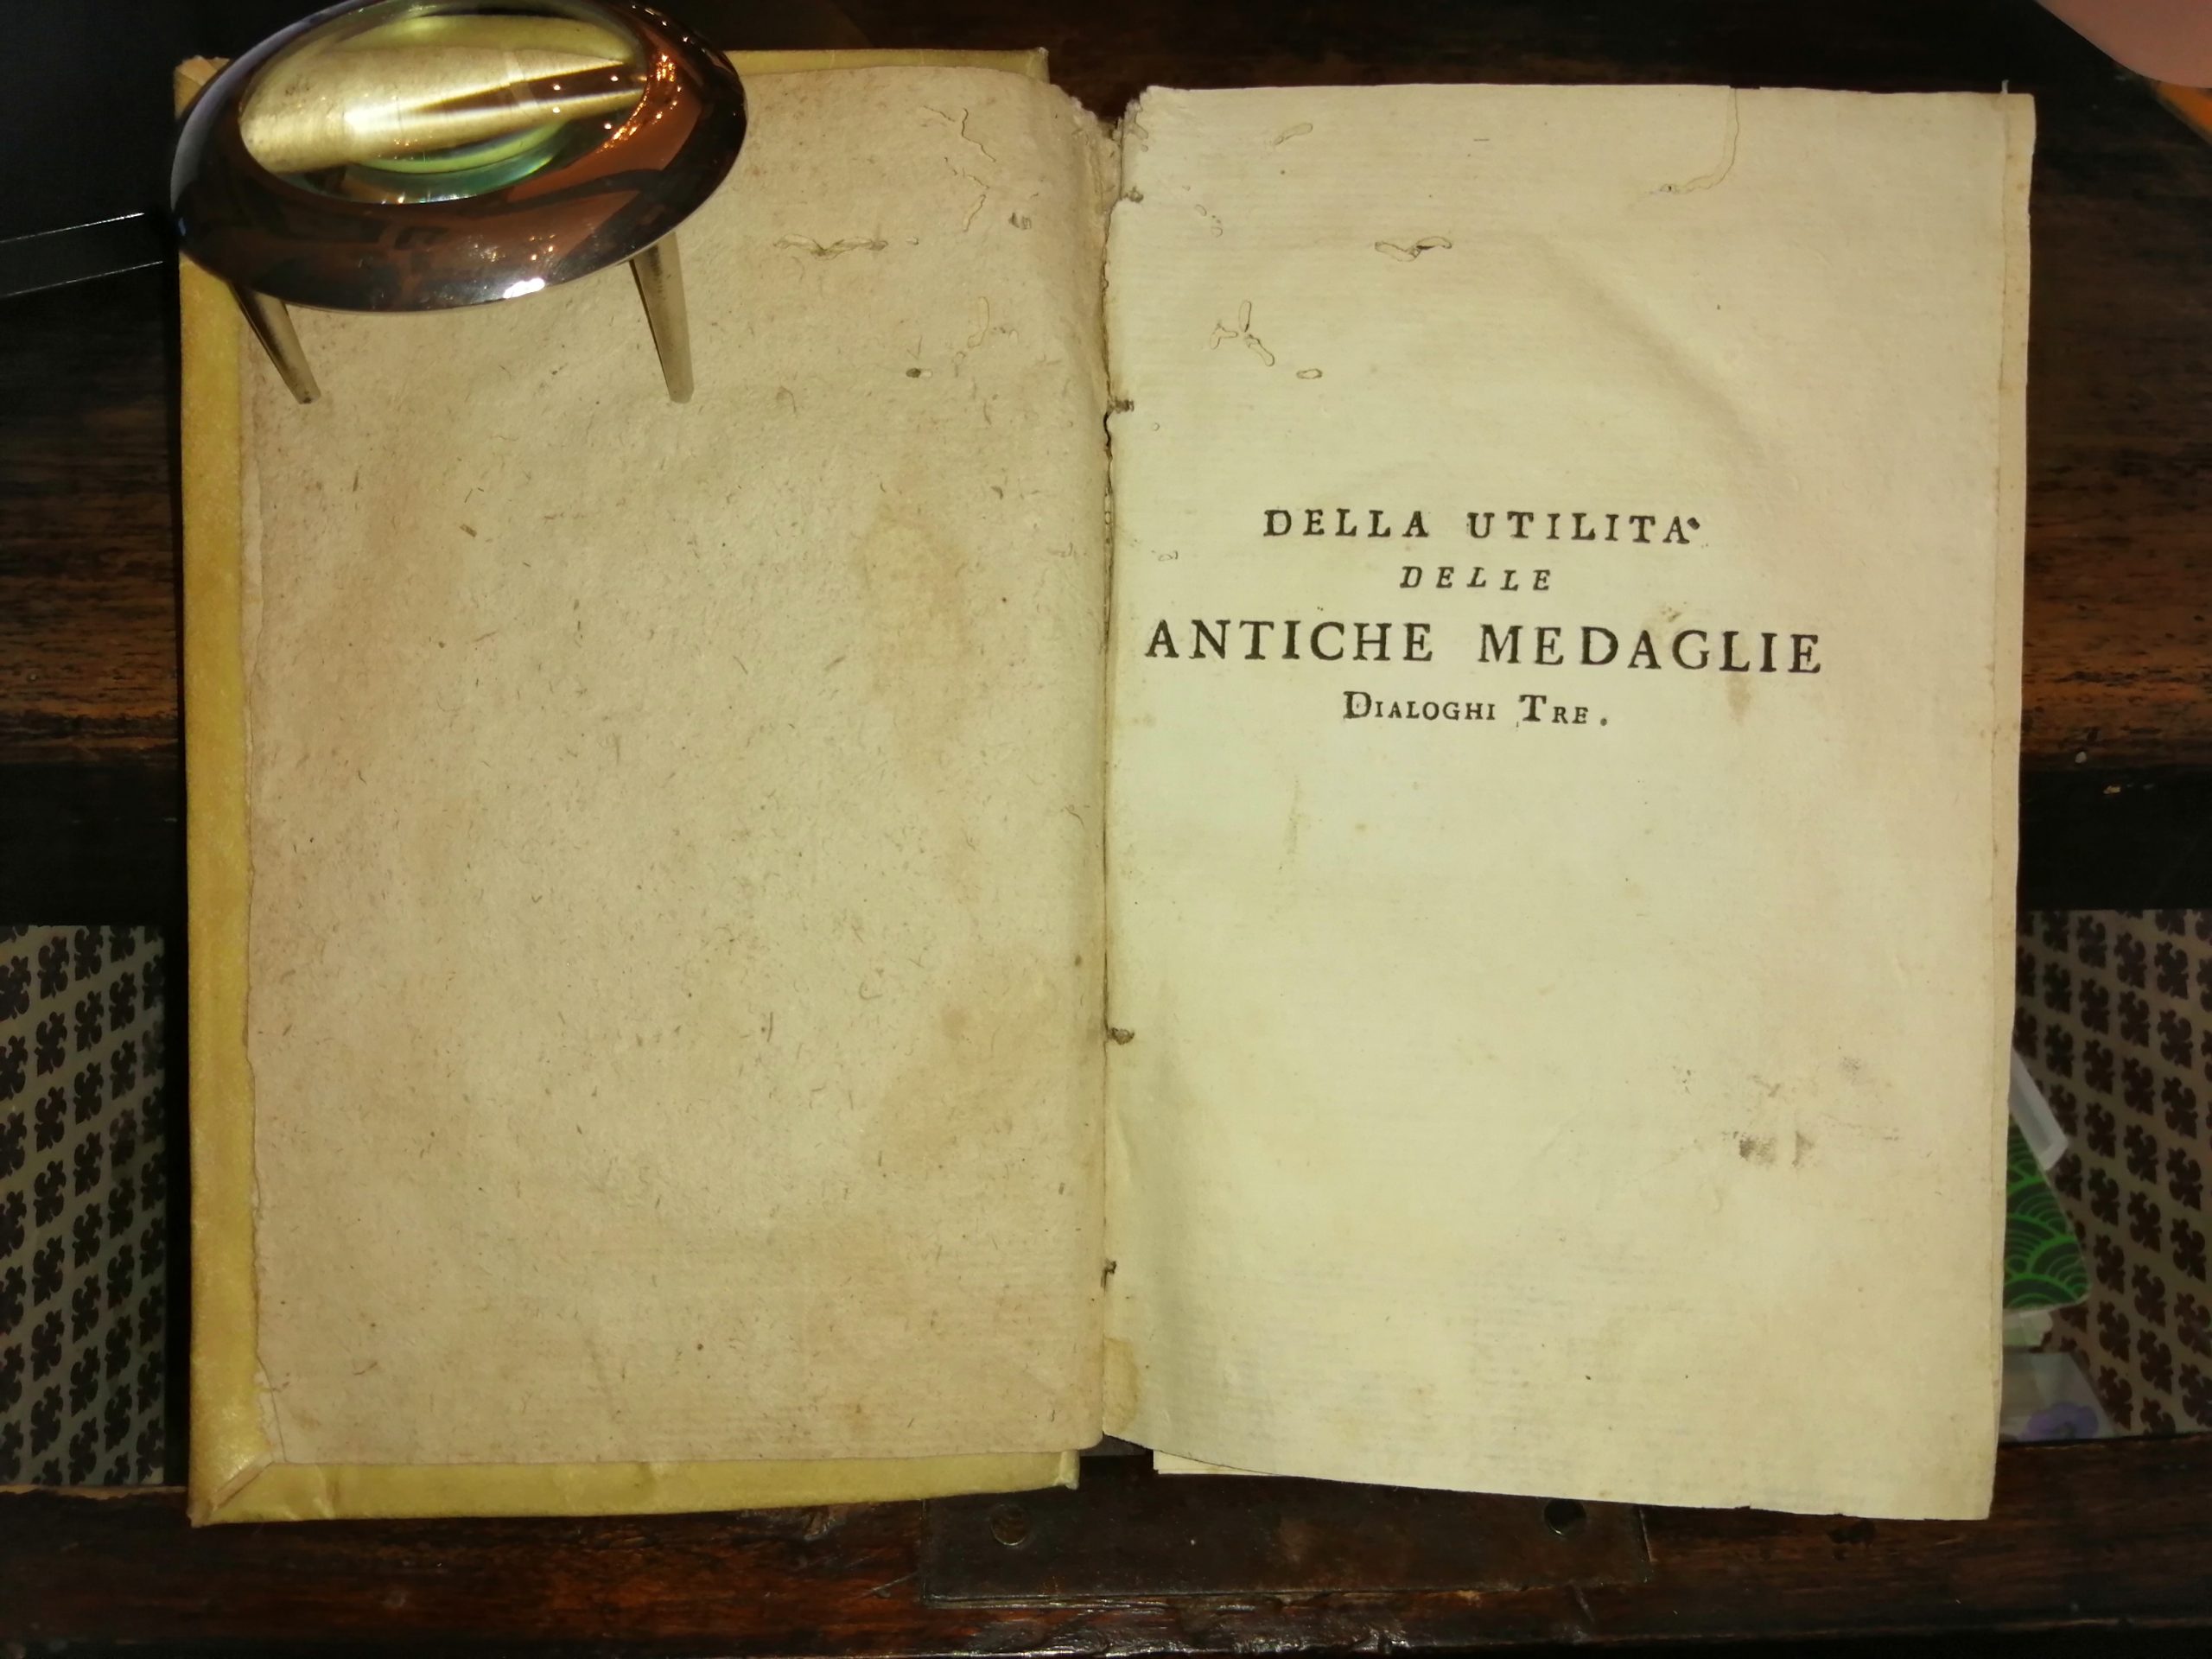 DELLA UTILITA'
DELLE
ANTICHE MEDAGLIE
DIALOGHI TRE.